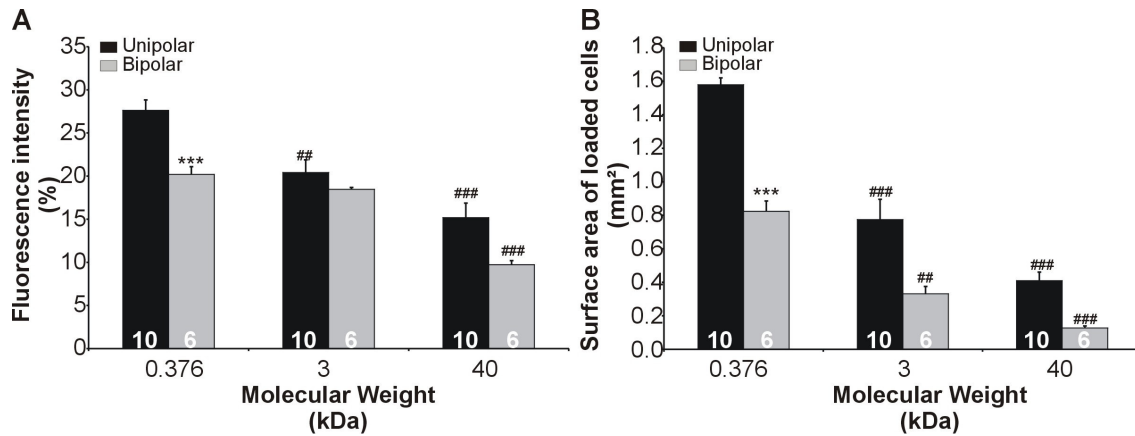 A
Fluorescence intensity
(%)
35
30
25
20
15
10
5
0
Unipolar
Bipolar
***
##
###
###
10 6
10 6
10 6
0.376 3 40
Molecular Weight
(kDa)
B
Surface area of loaded cells
(mm²)
1.8
1.6
1.4
1.2
1.0
0.8
0.6
0.4
0.2
0.0
Unipolar
Bipolar
***
###
##
###
###
10 6
10 6
10 6
0.376 3 40
Molecular Weight
(kDa)